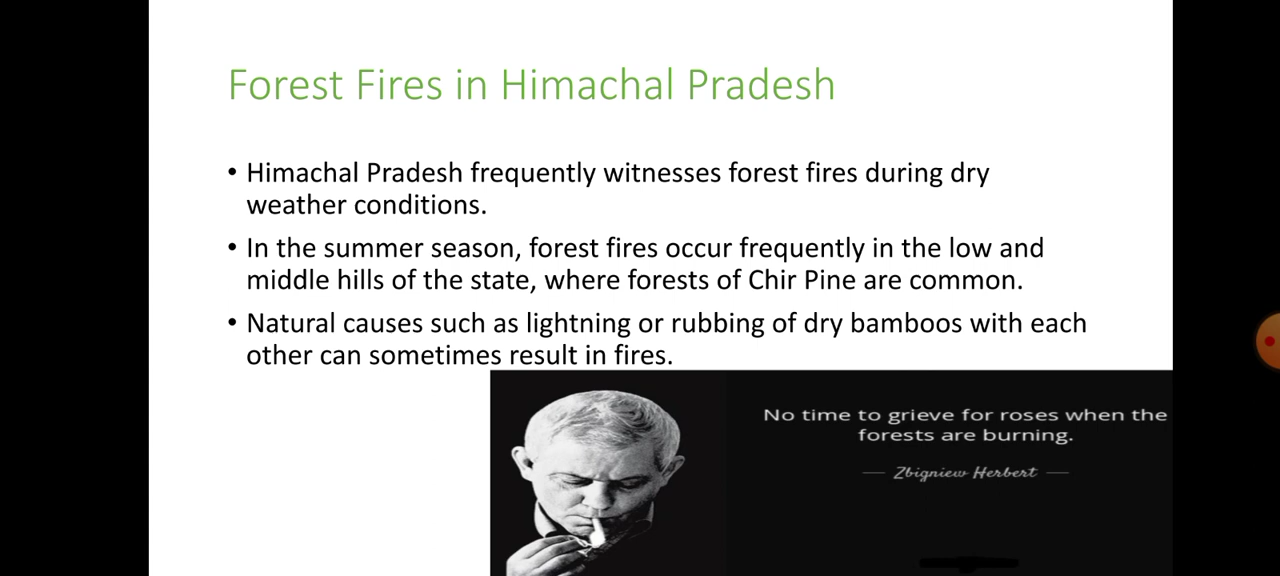 Forest Fires in Himachal Pradesh
• Himachal Pradesh frequently witnesses forest fires during dry
weather conditions.
• In the summer season, forest fires occur frequently in the low and
middle hills of the state, where forests of Chir Pine are common.
• Natural causes such as lightning or rubbing of dry bamboos with each
other can sometimes result in fires.
No time to grieve for roses when the
forests are burning.
— Zbigniew Herbert —